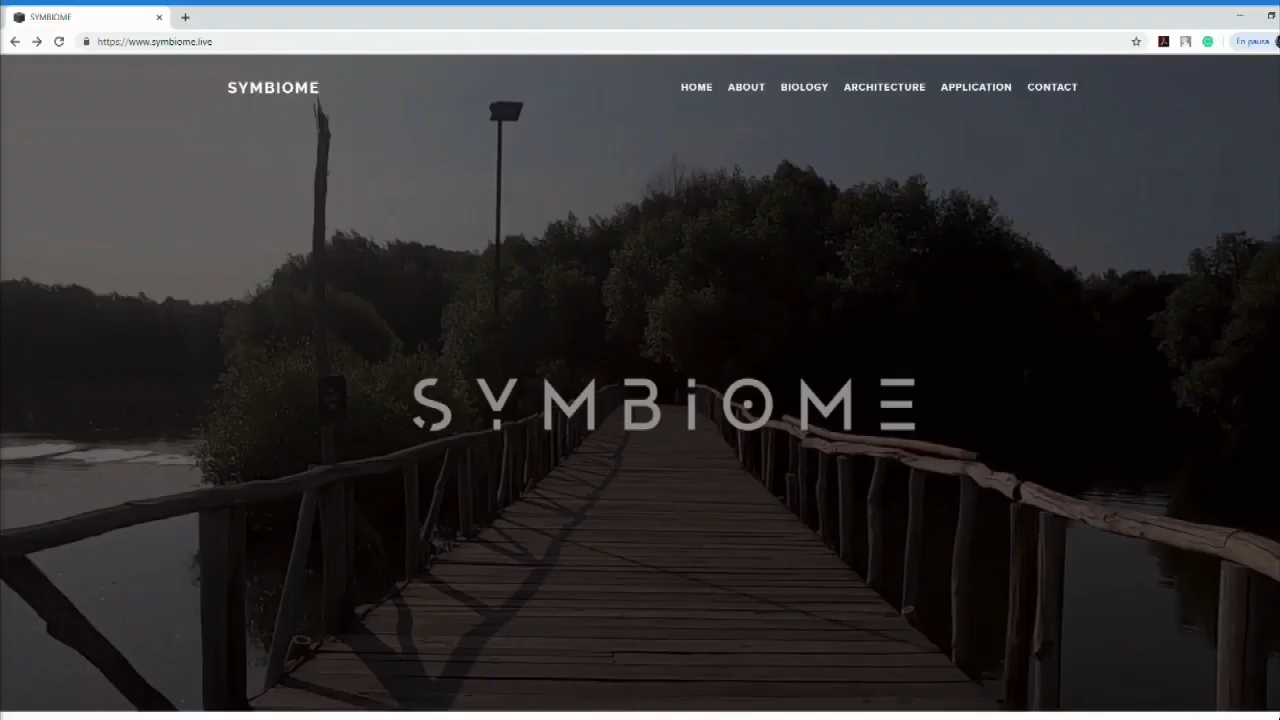 SYMBIOME
https://www.symbiome.live
En pausa
SYMBIOME
HOME ABOUT BIOLOGY ARCHITECTURE APPLICATION CONTACT
SYMBIOME